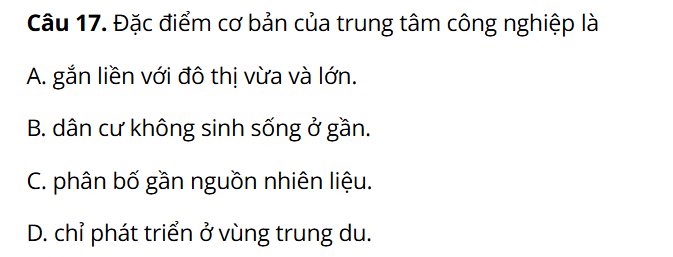 Câu 17. Đặc điểm cơ bản của trung tâm công nghiệp là
A. gắn liền với đô thị vừa và lớn.
B. dân cư không sinh sống ở gần.
C. phân bố gần nguồn nhiên liệu.
D. chỉ phát triển ở vùng trung du.